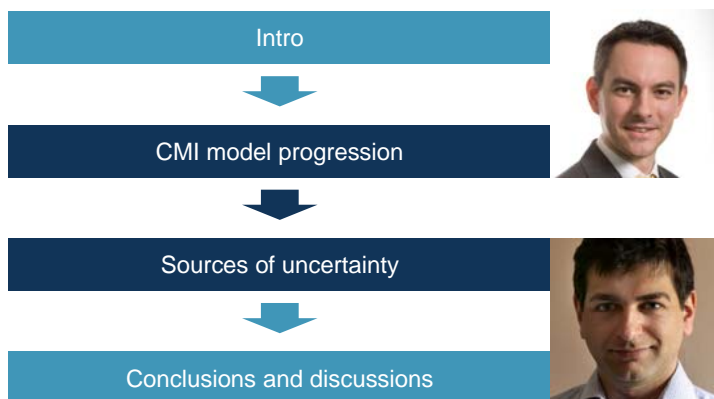 Intro
CMI model progression
Sources of uncertainty
Conclusions and discussions